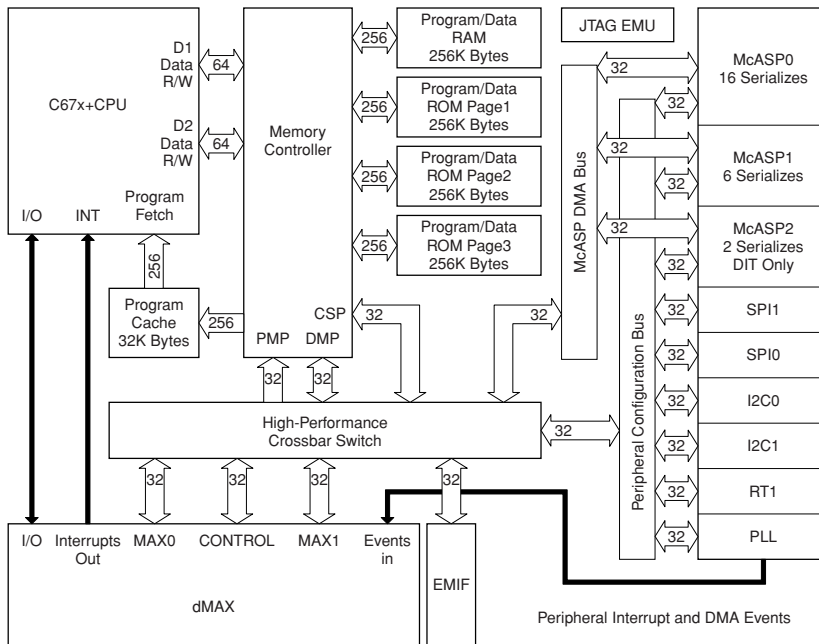 D1
Data
R/W
64
C67x+CPU
D2
Data
R/W
64
I/O
INT
Program
Fetch
256
Program
Cache
32K Bytes
256
Memory
Controller
CSP
32
PMP
DMP
32
32
256
Program/Data
RAM
256K Bytes
256
Program/Data
ROM Page1
256K Bytes
256
Program/Data
ROM Page2
256K Bytes
256
Program/Data
ROM Page3
256K Bytes
JTAG EMU
McASP DMA Bus
Peripheral Configuration Bus
32
32
32
32
32
McASP0
16 Serializes
32
McASP1
6 Serializes
32
McASP2
2 Serializes
DIT Only
32
SPI1
32
SPI0
32
I2C0
32
I2C1
32
RT1
32
PLL
32
High-Performance
Crossbar Switch
32
32
32
32
32
I/O
Interrupts
Out
MAX0
CONTROL
MAX1
Events
in
dMAX
EMIF
Peripheral Interrupt and DMA Events